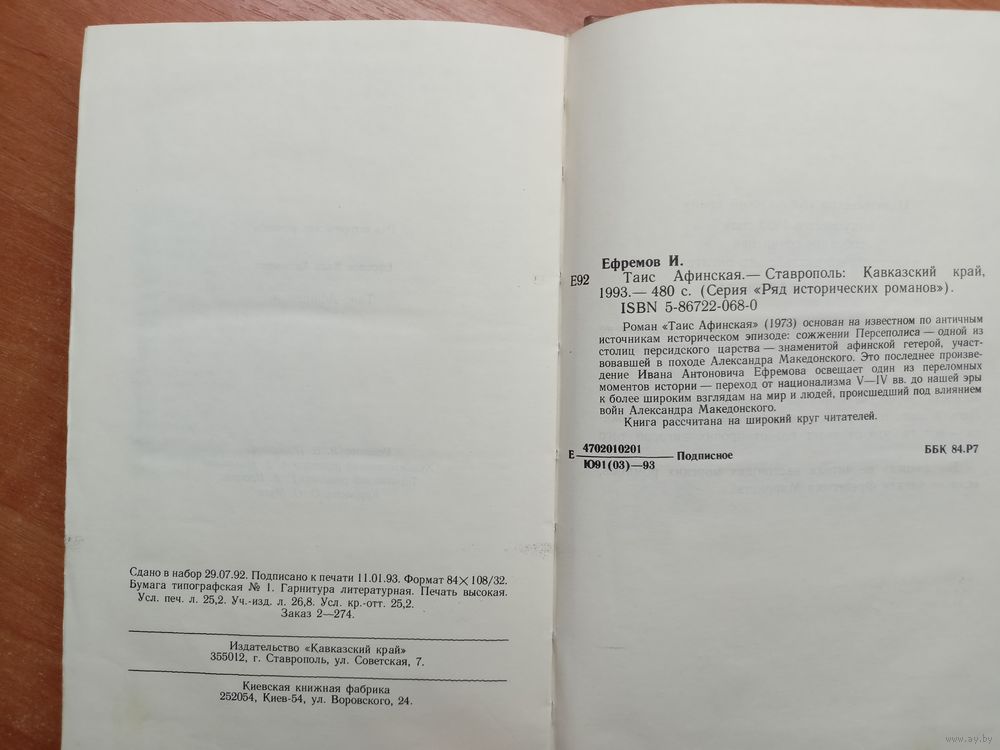 Сдано в набор 29.07.92. Подписано к печати 11.01.93. Формат 84×108/32.
Бумага типографская № 1. Гарнитура литературная. Печать высокая.
Усл. печ. л. 25,2. Уч.-изд. л. 26,8. Усл. кр.-отт. 25,2.
Заказ 2—274.
Издательство «Кавказский край»
355012, г. Ставрополь, ул. Советская, 7.
Киевская книжная фабрика
252054, Киев-54, ул. Воровского, 24.
Ефремов И.
Е92 Таис Афинская.— Ставрополь: Кавказский край,
1993.— 480 с. (Серия «Ряд исторических романов»).
ISBN 5-86722-068-0
Роман «Таис Афинская» (1973) основан на известном по античным
источникам историческом эпизоде: сожжении Персеполиса — одной из
столиц персидского царства — знаменитой афинской гетерой, участ-
вовавшей в походе Александра Македонского. Это последнее произве-
дение Ивана Антоновича Ефремова освещает один из переломных
моментов истории — переход от национализма V—IV вв. до нашей эры
к более широким взглядам на мир и людей, происшедший под влиянием
войн Александра Македонского.
Книга рассчитана на широкий круг читателей.
Е 4702010201
Ю91(03)—93
Подписное
ББК 84.Р7
www.ay.by